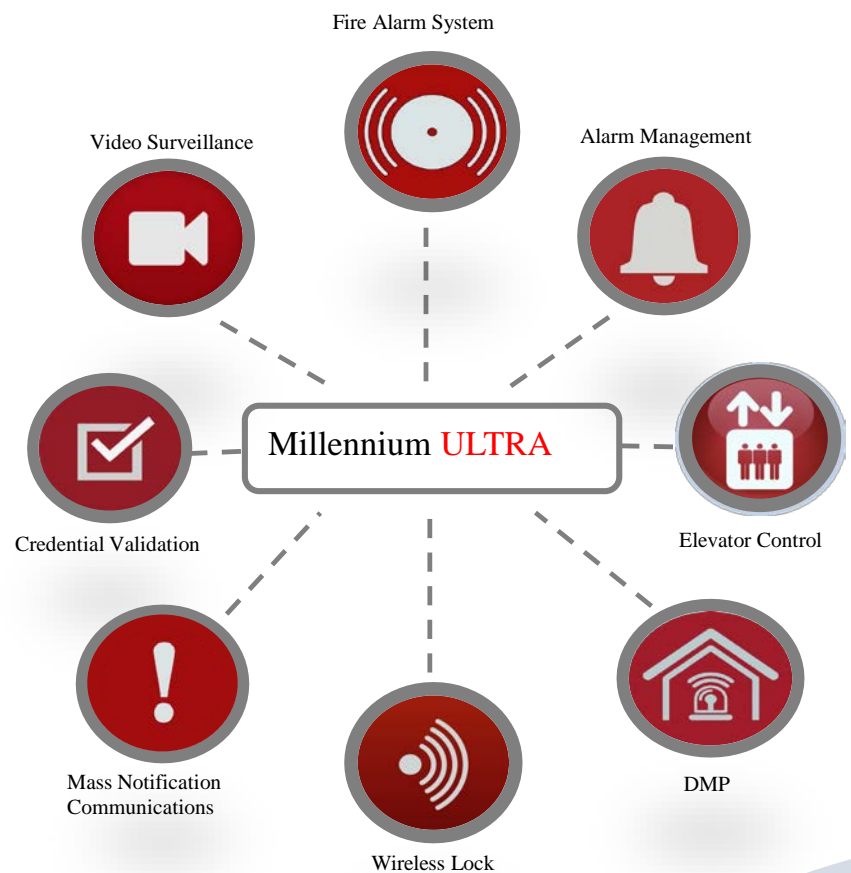 Fire Alarm System
Video Surveillance
Alarm Management
Millennium ULTRA
Credential Validation
Elevator Control
Mass Notification
Communications
DMP
Wireless Lock